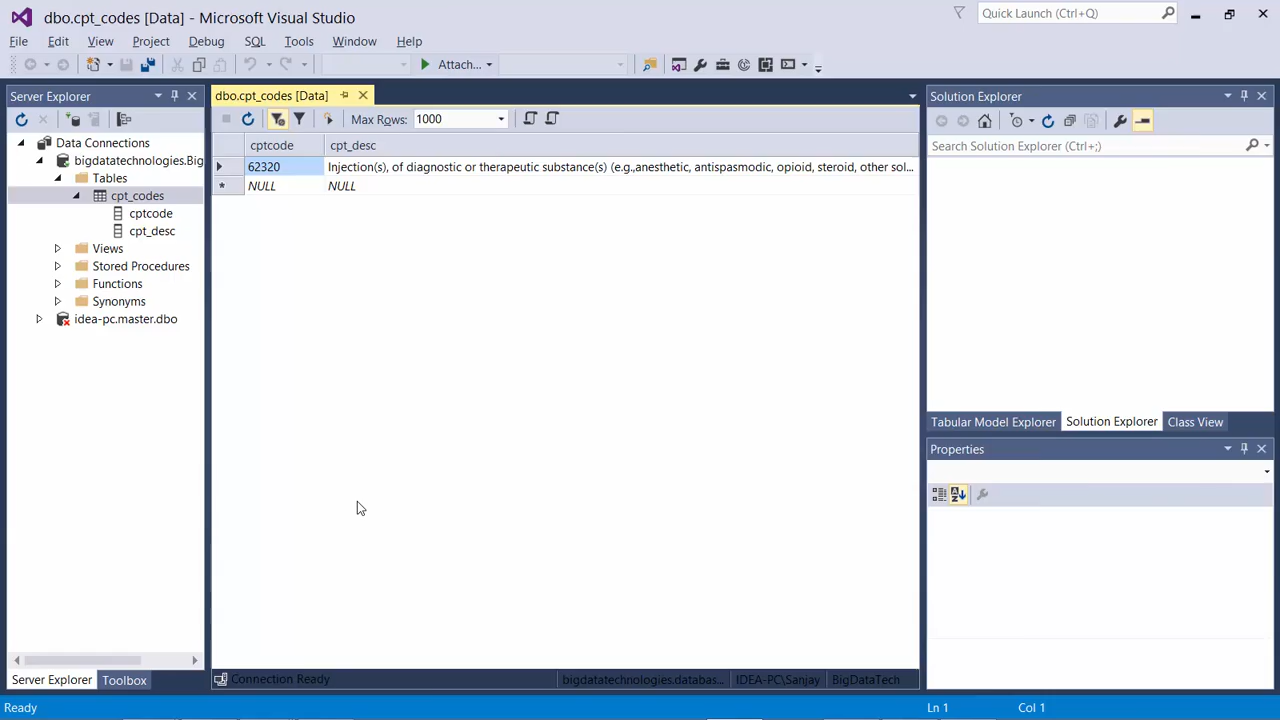 dbo.cpt_codes [Data] - Microsoft Visual Studio
Quick Launch (Ctrl+Q)
File Edit View Project Debug SQL Tools Window Help
Attach...
Server Explorer
dbo.cpt_codes [Data]
Solution Explorer
Max Rows: 1000
Data Connections
cptcode cpt_desc
Search Solution Explorer (Ctrl+;)
bigdatatechnologies.Big
62320 Injection(s), of diagnostic or therapeutic substance(s) (e.g.,anesthetic, antispasmodic, opioid, steroid, other sol...
Tables
NULL NULL
cpt_codes
cptcode
cpt_desc
Views
Stored Procedures
Functions
Synonyms
idea-pc.master.dbo
Tabular Model Explorer Solution Explorer Class View
Properties
Server Explorer Toolbox
Connection Ready bigdatatechnologies.databas... IDEA-PC\Sanjay BigDataTech
Ready Ln 1 Col 1